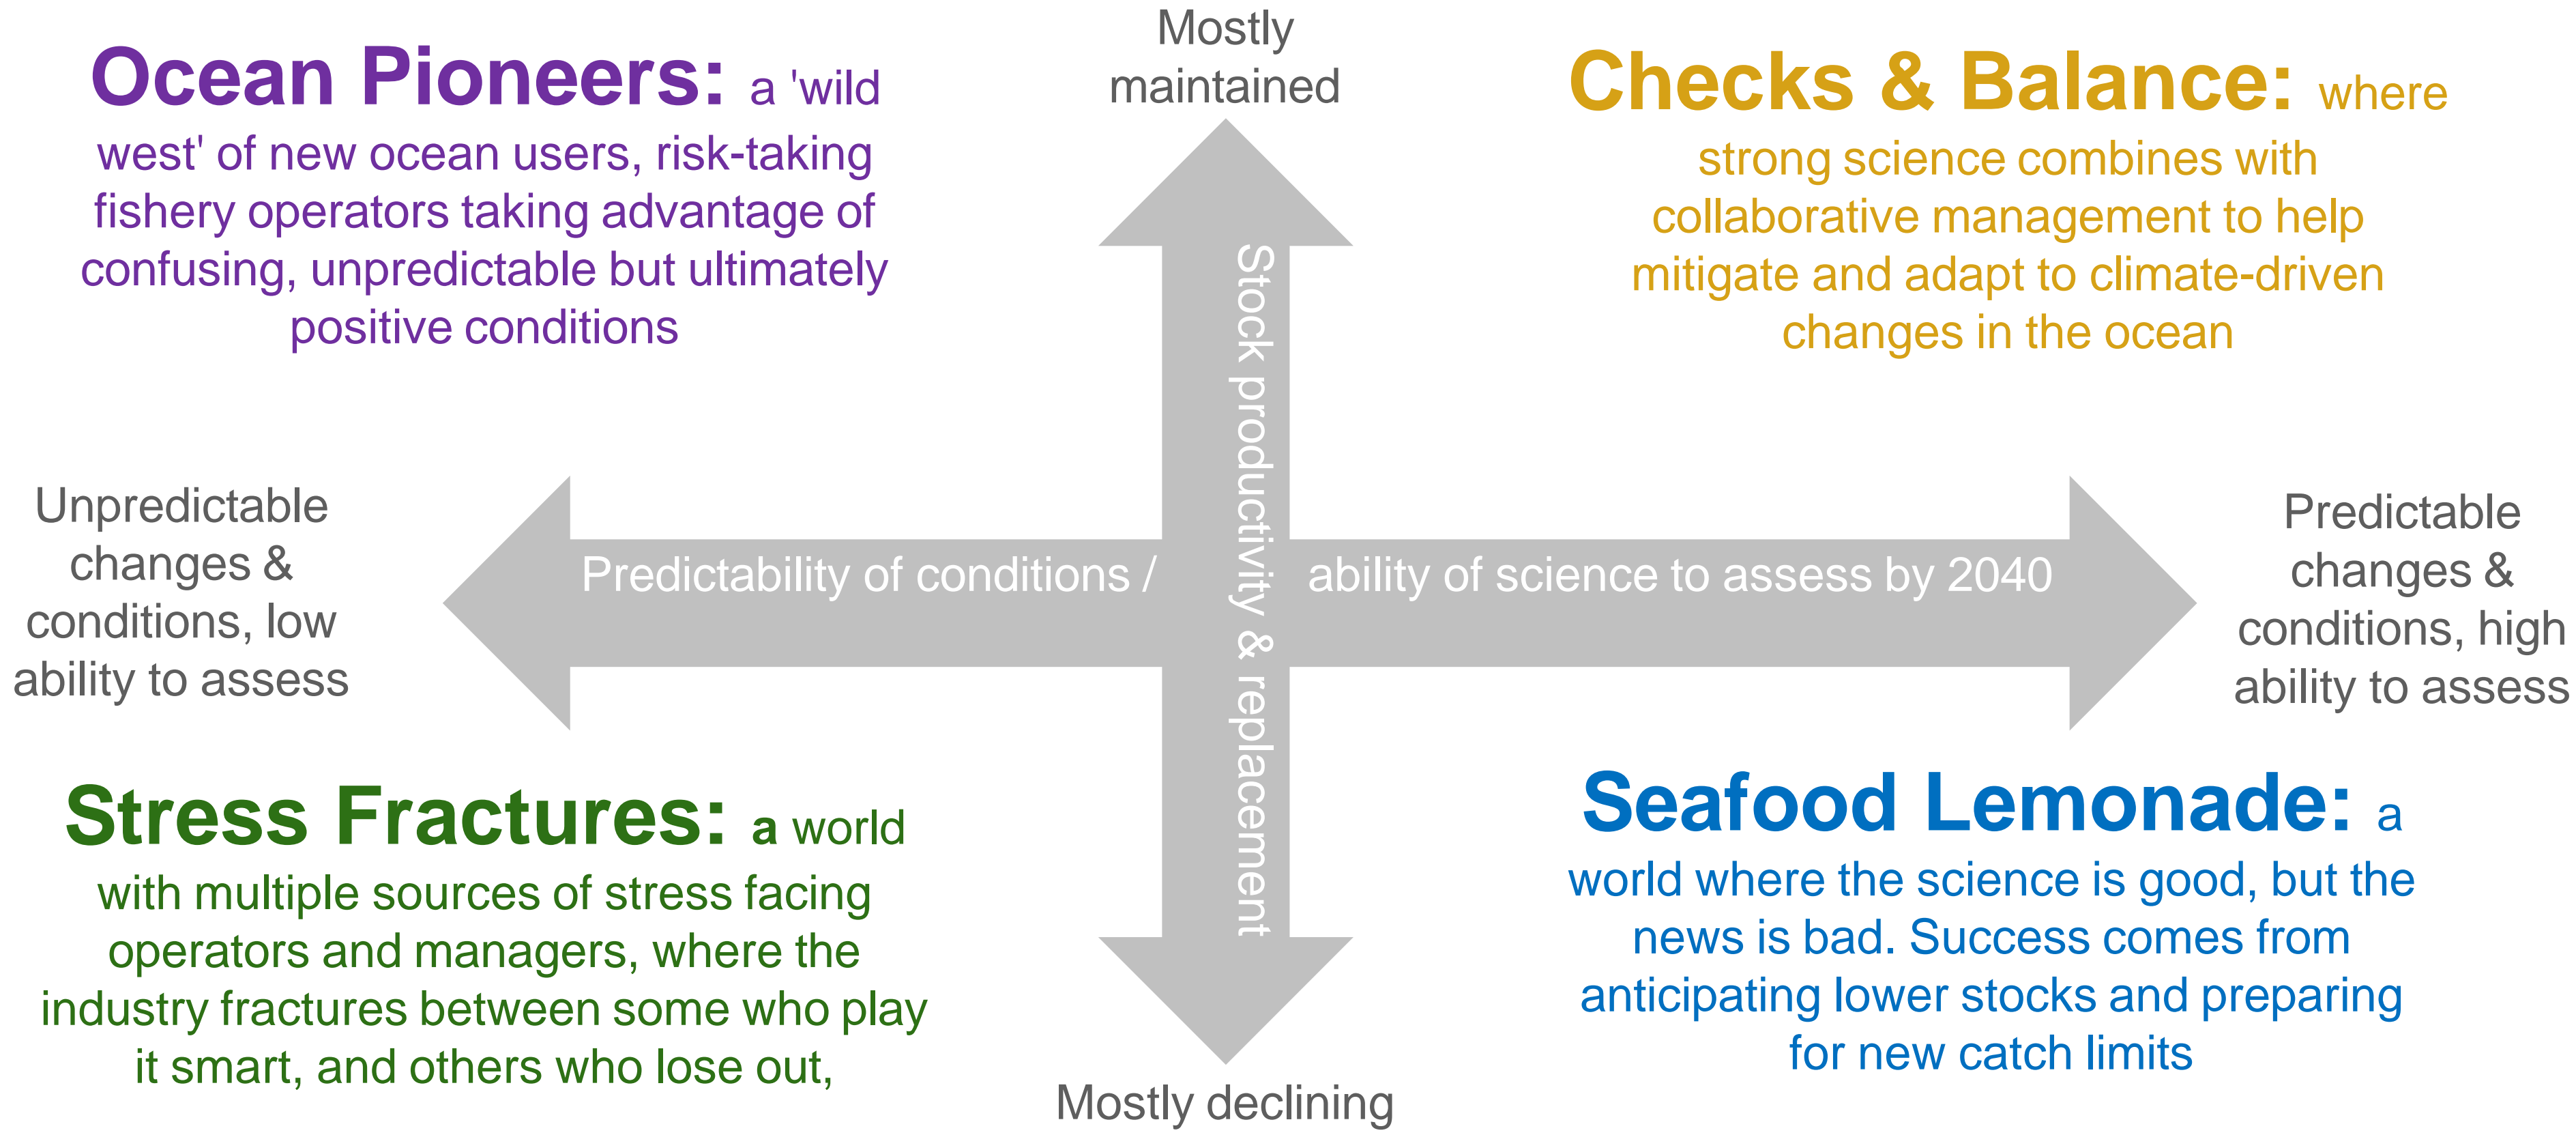 Mostly
maintained
Ocean Pioneers: a 'wild
west' of new ocean users, risk-taking
fishery operators taking advantage of
confusing, unpredictable but ultimately
positive conditions
Checks & Balance: where
strong science combines with
collaborative management to help
mitigate and adapt to climate-driven
changes in the ocean
Stock productivity & replacement
Unpredictable
changes &
conditions, low
ability to assess
Predictability of conditions / ability of science to assess by 2040
Predictable
changes &
conditions, high
ability to assess
Stress Fractures: a world
with multiple sources of stress facing
operators and managers, where the
industry fractures between some who play
it smart, and others who lose out,
Seafood Lemonade: a
world where the science is good, but the
news is bad. Success comes from
anticipating lower stocks and preparing
for new catch limits
Mostly declining